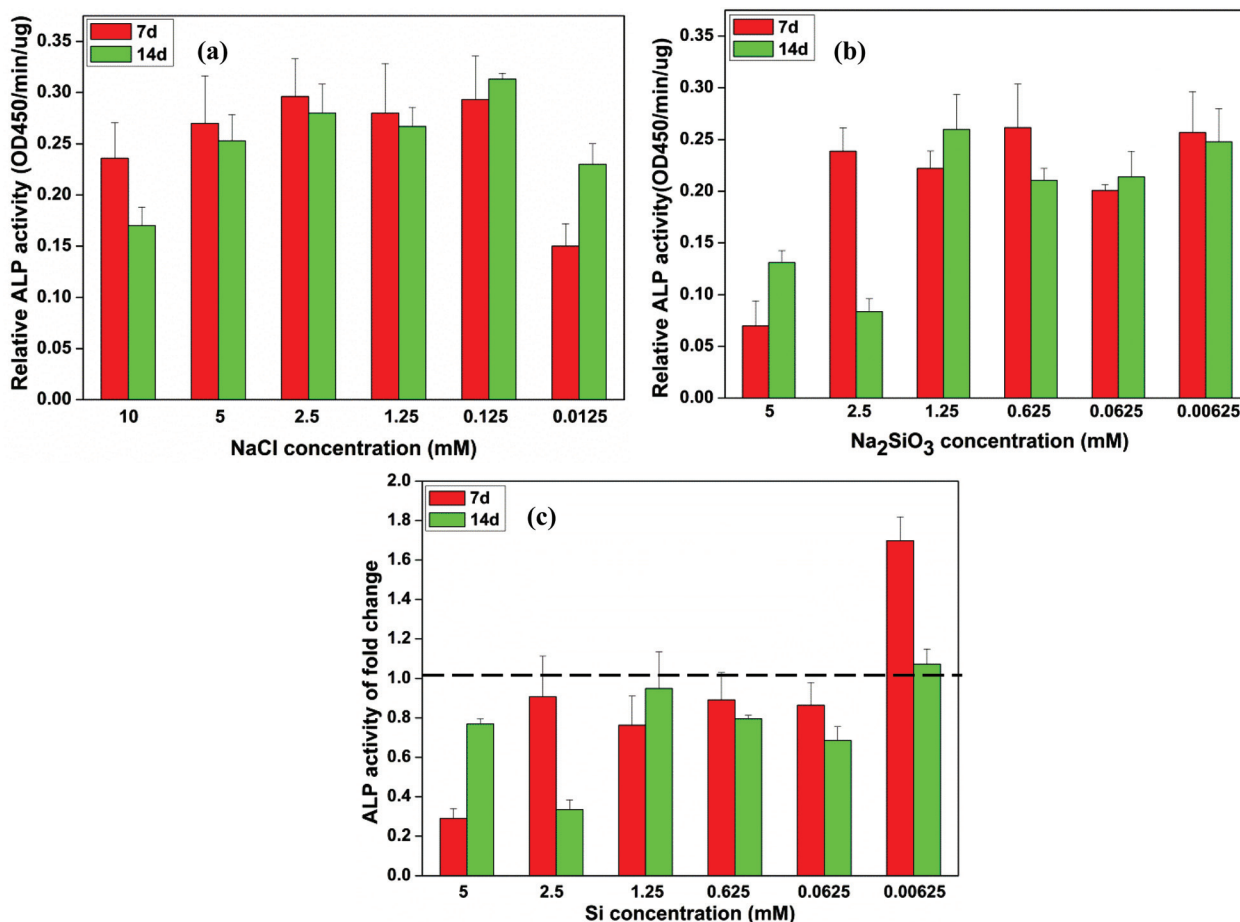 7d
14d
(a)
Relative ALP activity (OD450/min/ug)
0.35
0.30
0.25
0.20
0.15
0.10
0.05
0.00
10 5 2.5 1.25 0.125 0.0125
NaCl concentration (mM)
7d
14d
(b)
Relative ALP activity(OD450/min/ug)
0.35
0.30
0.25
0.20
0.15
0.10
0.05
0.00
5 2.5 1.25 0.625 0.0625 0.00625
Na₂SiO₃ concentration (mM)
7d
14d
(c)
ALP activity of fold change
2.0
1.8
1.6
1.4
1.2
1.0
0.8
0.6
0.4
0.2
0.0
5 2.5 1.25 0.625 0.0625 0.00625
Si concentration (mM)